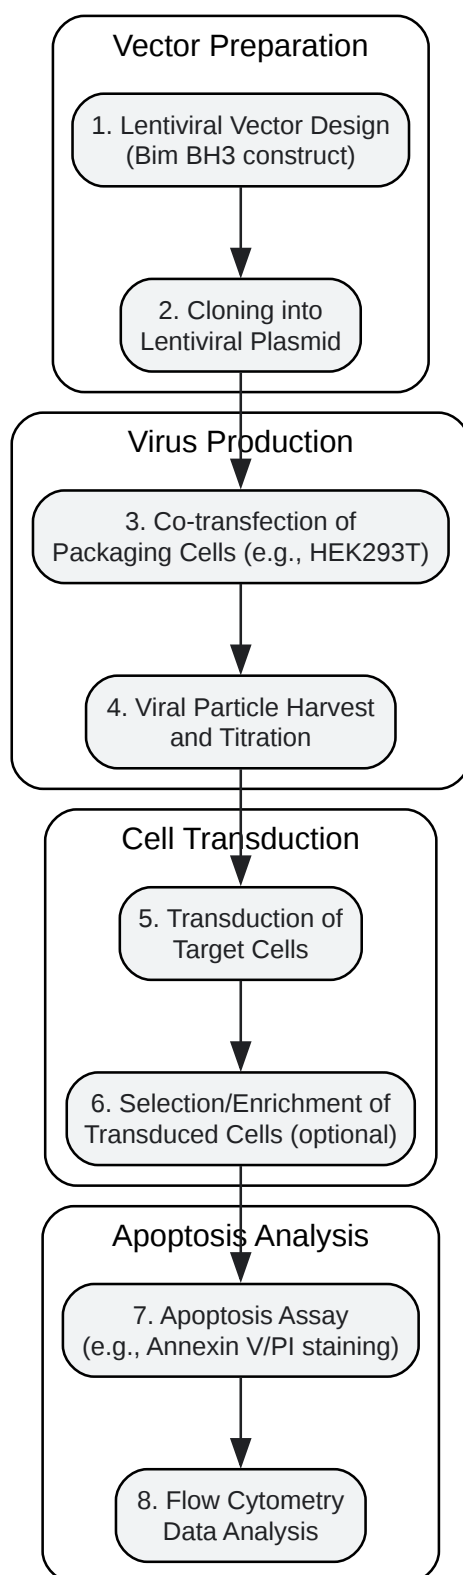 Vector Preparation
1. Lentiviral Vector Design
(Bim BH3 construct)
2. Cloning into
Lentiviral Plasmid
Virus Production
3. Co-transfection of
Packaging Cells (e.g., HEK293T)
4. Viral Particle Harvest
and Titration
Cell Transduction
5. Transduction of
Target Cells
6. Selection/Enrichment of
Transduced Cells (optional)
Apoptosis Analysis
7. Apoptosis Assay
(e.g., Annexin V/PI staining)
8. Flow Cytometry
Data Analysis